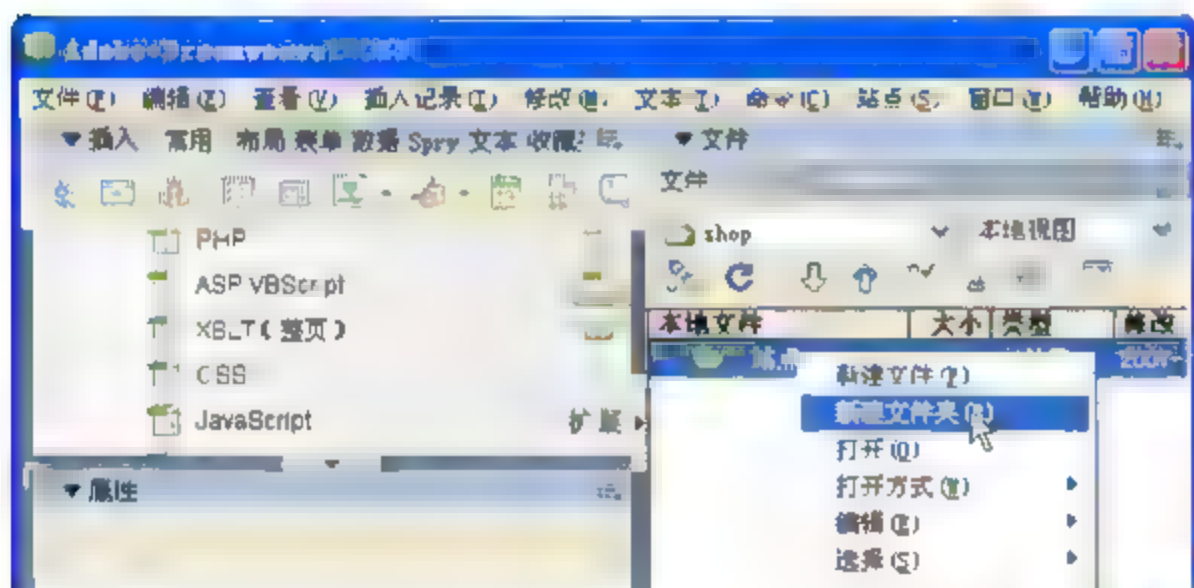 Adobe Dreamweaver
文件(F) 编辑(E) 查看(V) 插入记录(I) 修改(M) 文本(T) 命令(C) 站点(S) 窗口(W) 帮助(H)
▼插入 常用 布局 表单 数据 Spry 文本 收藏
▼文件
文件
shop 本地视图
PHP
ASP VBScript
XSLT(整页)
CSS
JavaScript
扩展
本地文件 大小 类型 修改
新建文件(F)
新建文件夹(N)
打开(O)
打开方式(W)
编辑(E)
选择(S)
▼属性